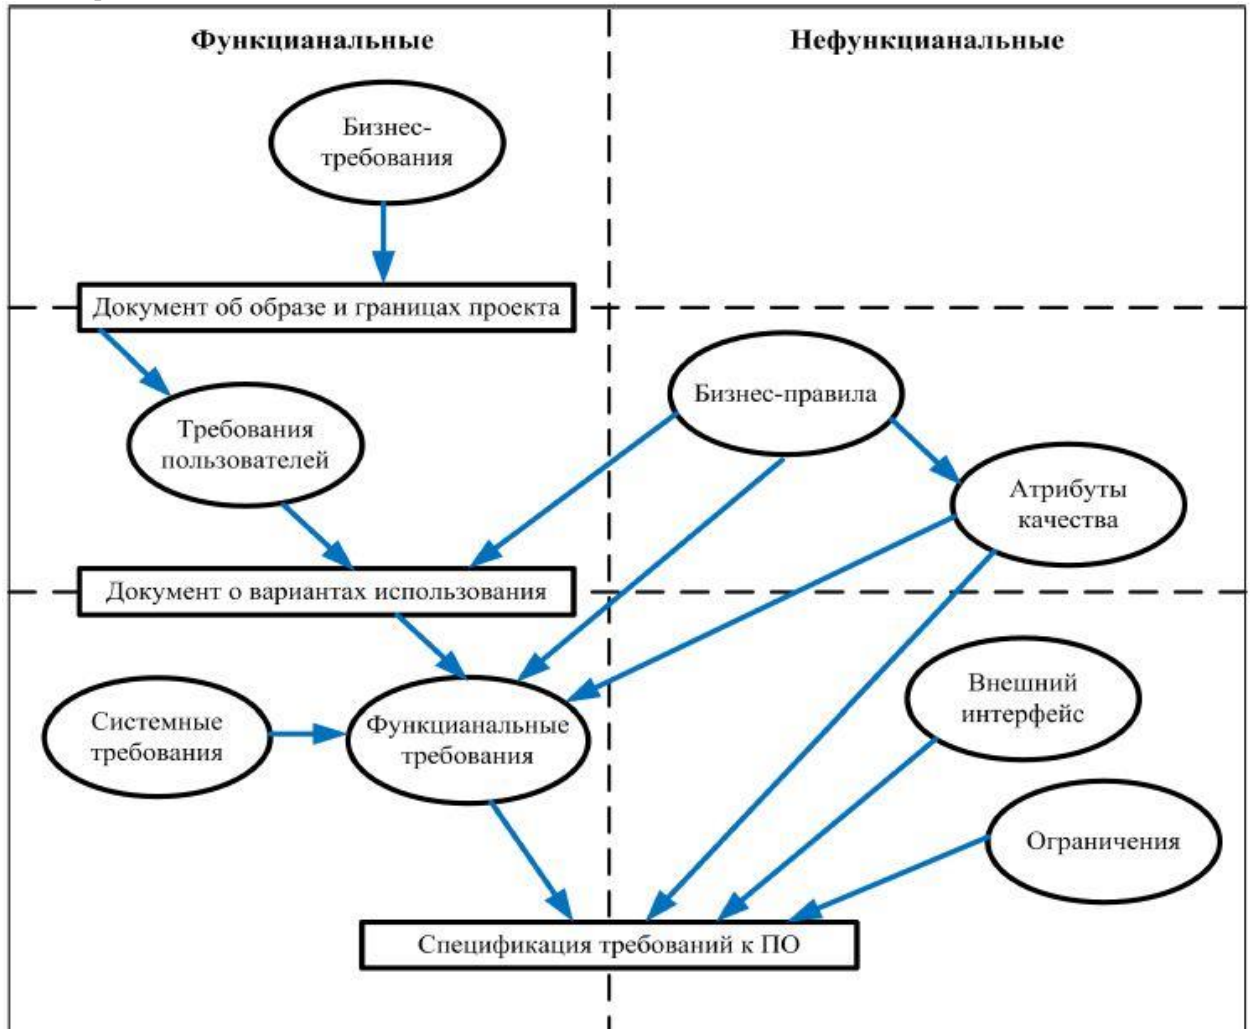 Функцианальные
Нефункцианальные
Бизнес-
требования
Документ об образе и границах проекта
Бизнес-правила
Требования
пользователей
Атрибуты
качества
Документ о вариантах использования
Внешний
интерфейс
Системные
требования
Функцианальные
требования
Ограничения
Спецификация требований к ПО